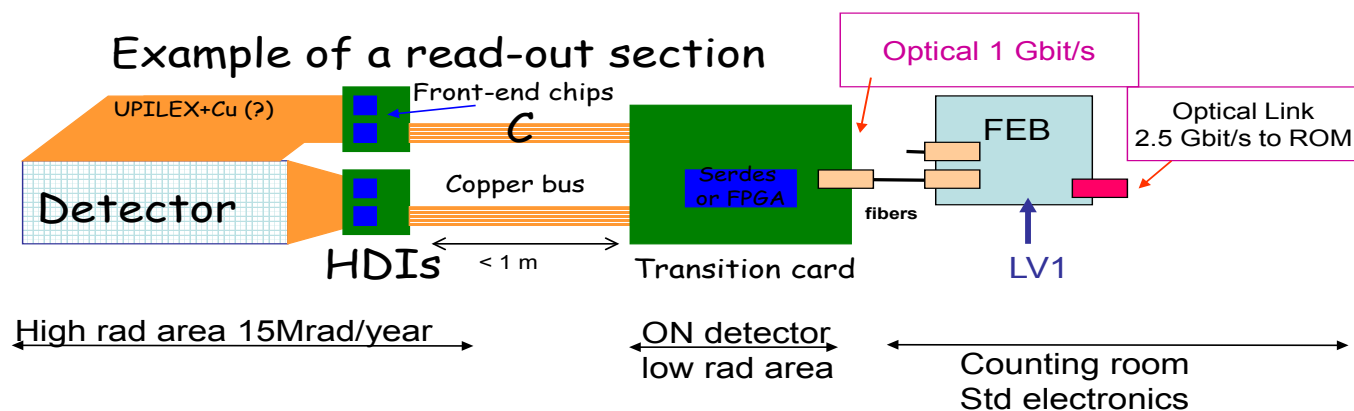 Example of a read-out section
Optical 1 Gbit/s
UPILEX+Cu (?)
Front-end chips
C
FEB
Optical Link
2.5 Gbit/s to ROM
Detector
Copper bus
Serdes
or FPGA
fibers
HDIs
< 1 m
Transition card
LV1
High rad area 15Mrad/year
ON detector
low rad area
Counting room
Std electronics